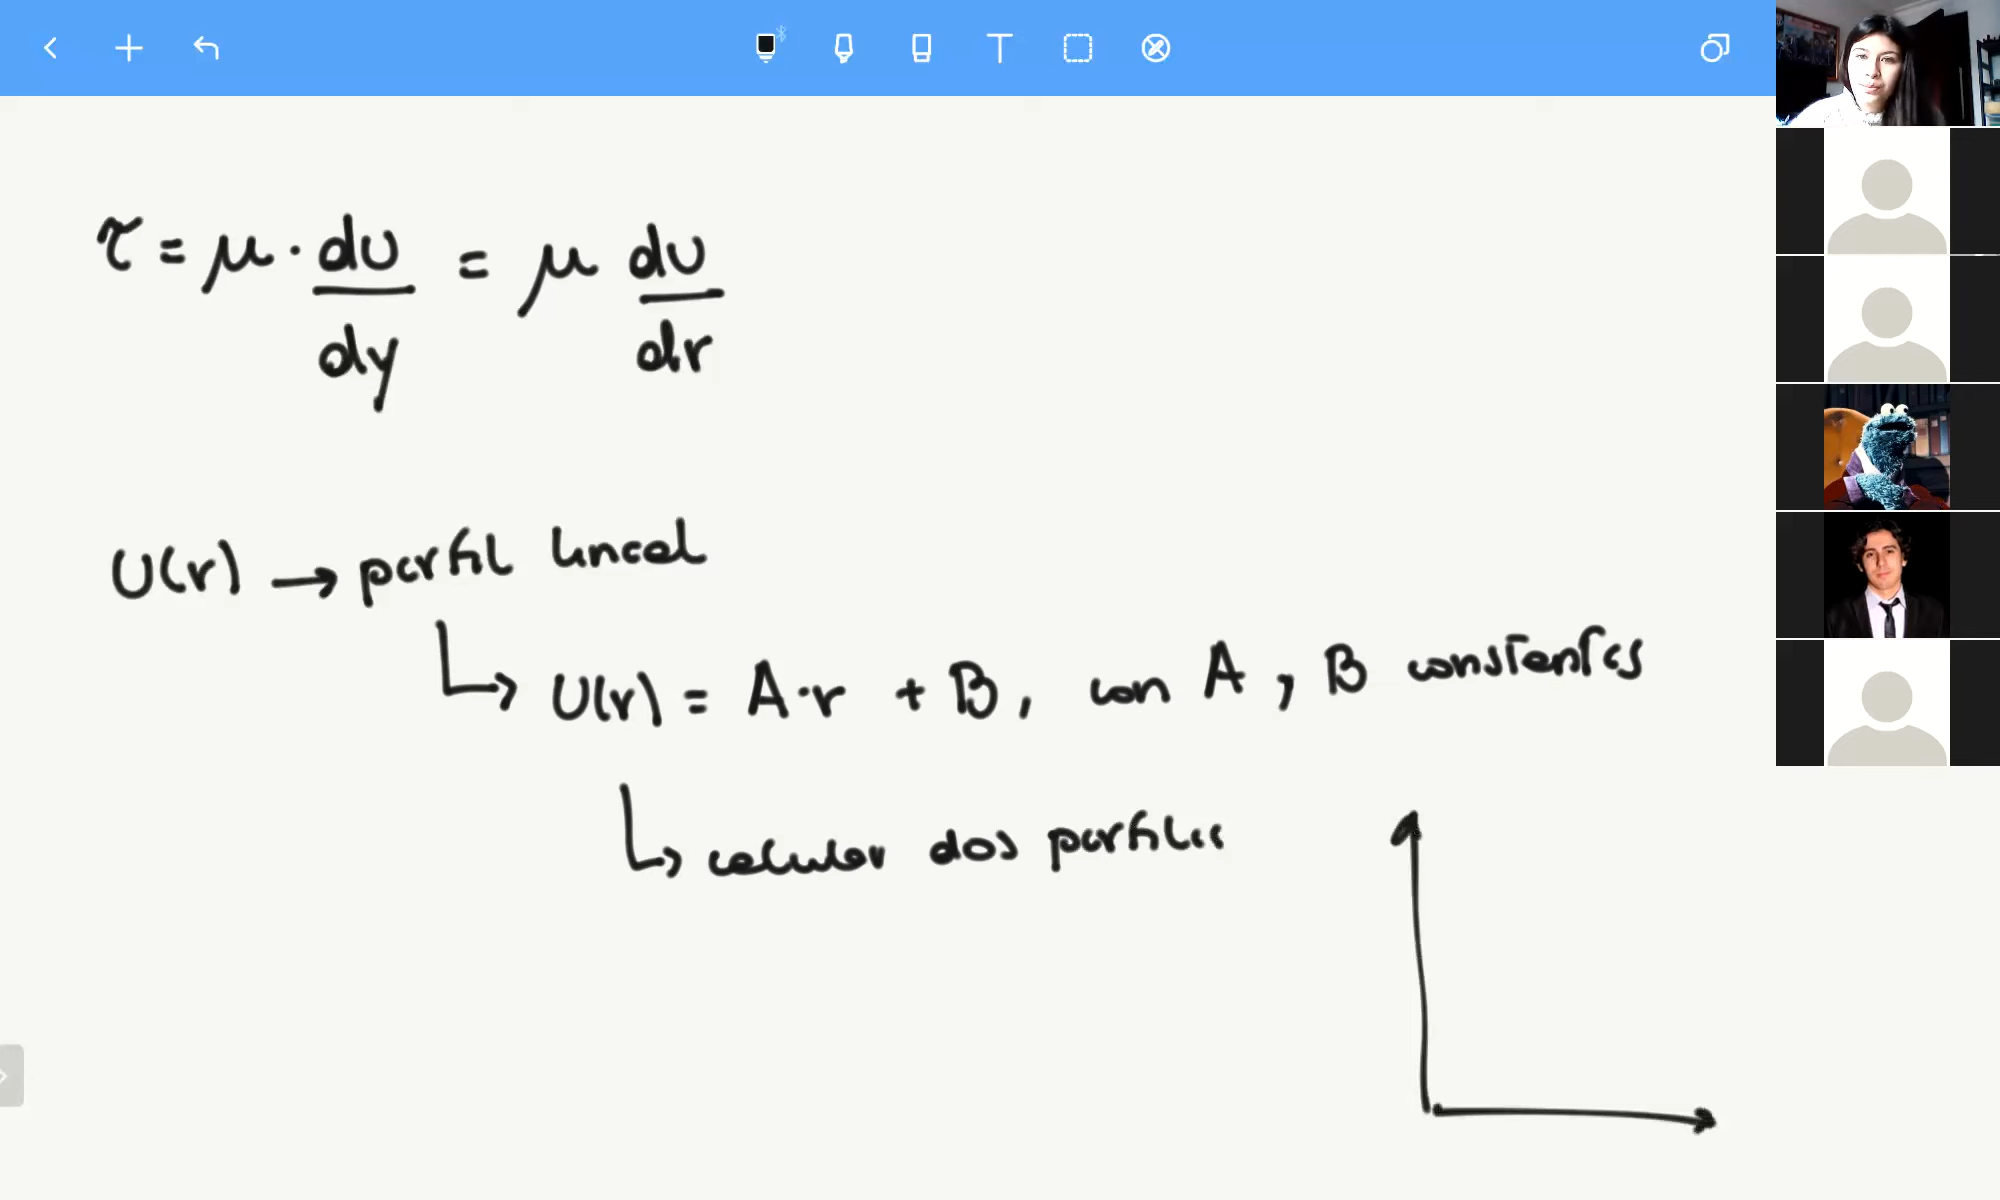 τ = μ · dU/dy = μ dU/dr
U(r) → perfil lineal
↳ U(r) = A·r + B, con A, B constantes
↳ calcular dos perfiles